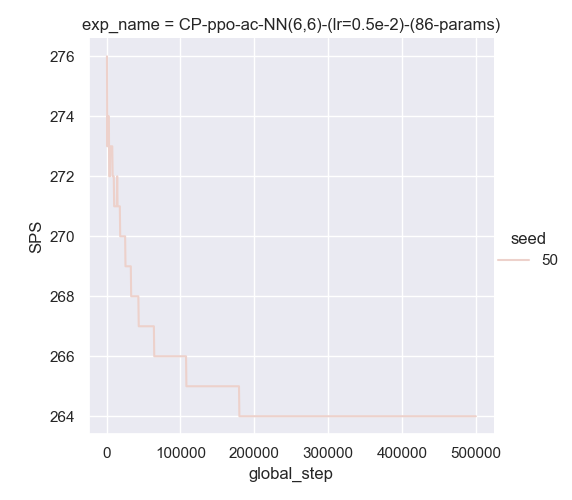 exp_name = CP-ppo-ac-NN(6,6)-(lr=0.5e-2)-(86-params)
276
274
272
270
268
266
264
SPS
0 100000 200000 300000 400000 500000
global_step
seed
50